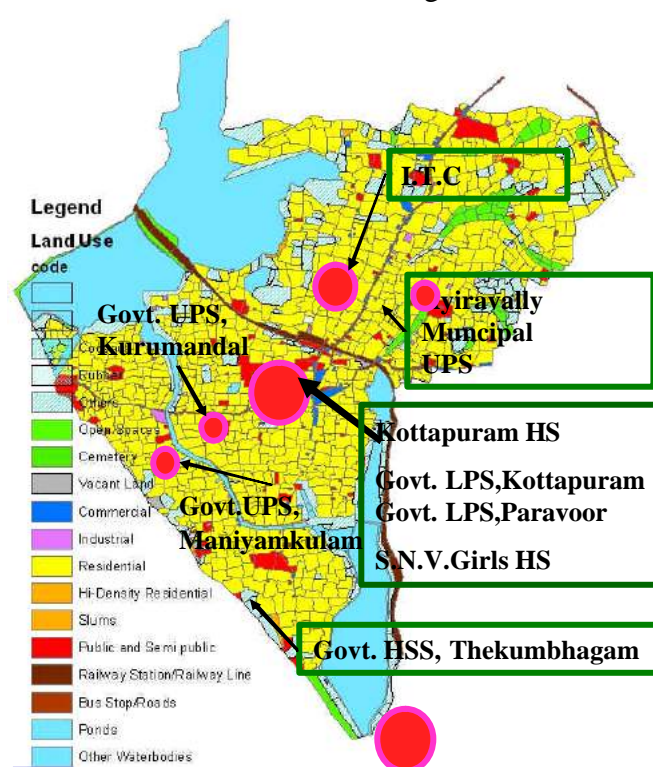 I.T.C
Legend
Land Use
code
Govt. UPS,
Kurumandal
Muncipal
UPS
Rubber
Others
Open Spaces
Cemetery
Vacant Land
Commercial
Industrial
Residential
Hi-Density Residential
Slums
Public and Semi public
Railway Station/Railway Line
Bus Stop/Roads
Ponds
Other Waterbodies
Kottapuram HS
Govt. LPS,Kottapuram
Govt. LPS,Paravoor
S.N.V.Girls HS
Govt.UPS,
Maniyamkulam
Govt. HSS, Thekumbhagam